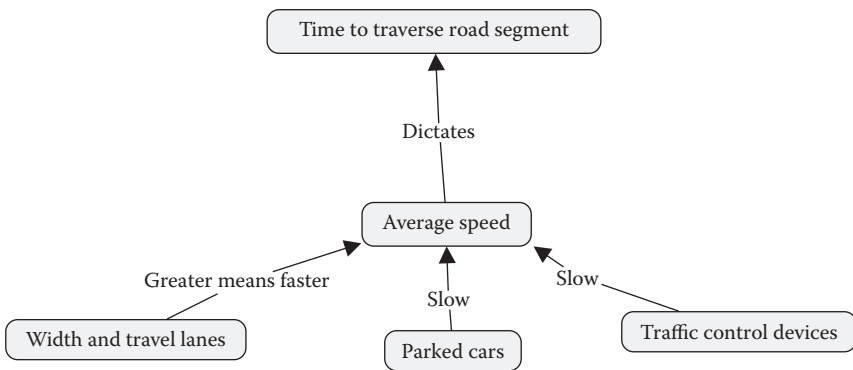 Time to traverse road segment
Dictates
Average speed
Greater means faster
Slow
Slow
Width and travel lanes
Parked cars
Traffic control devices